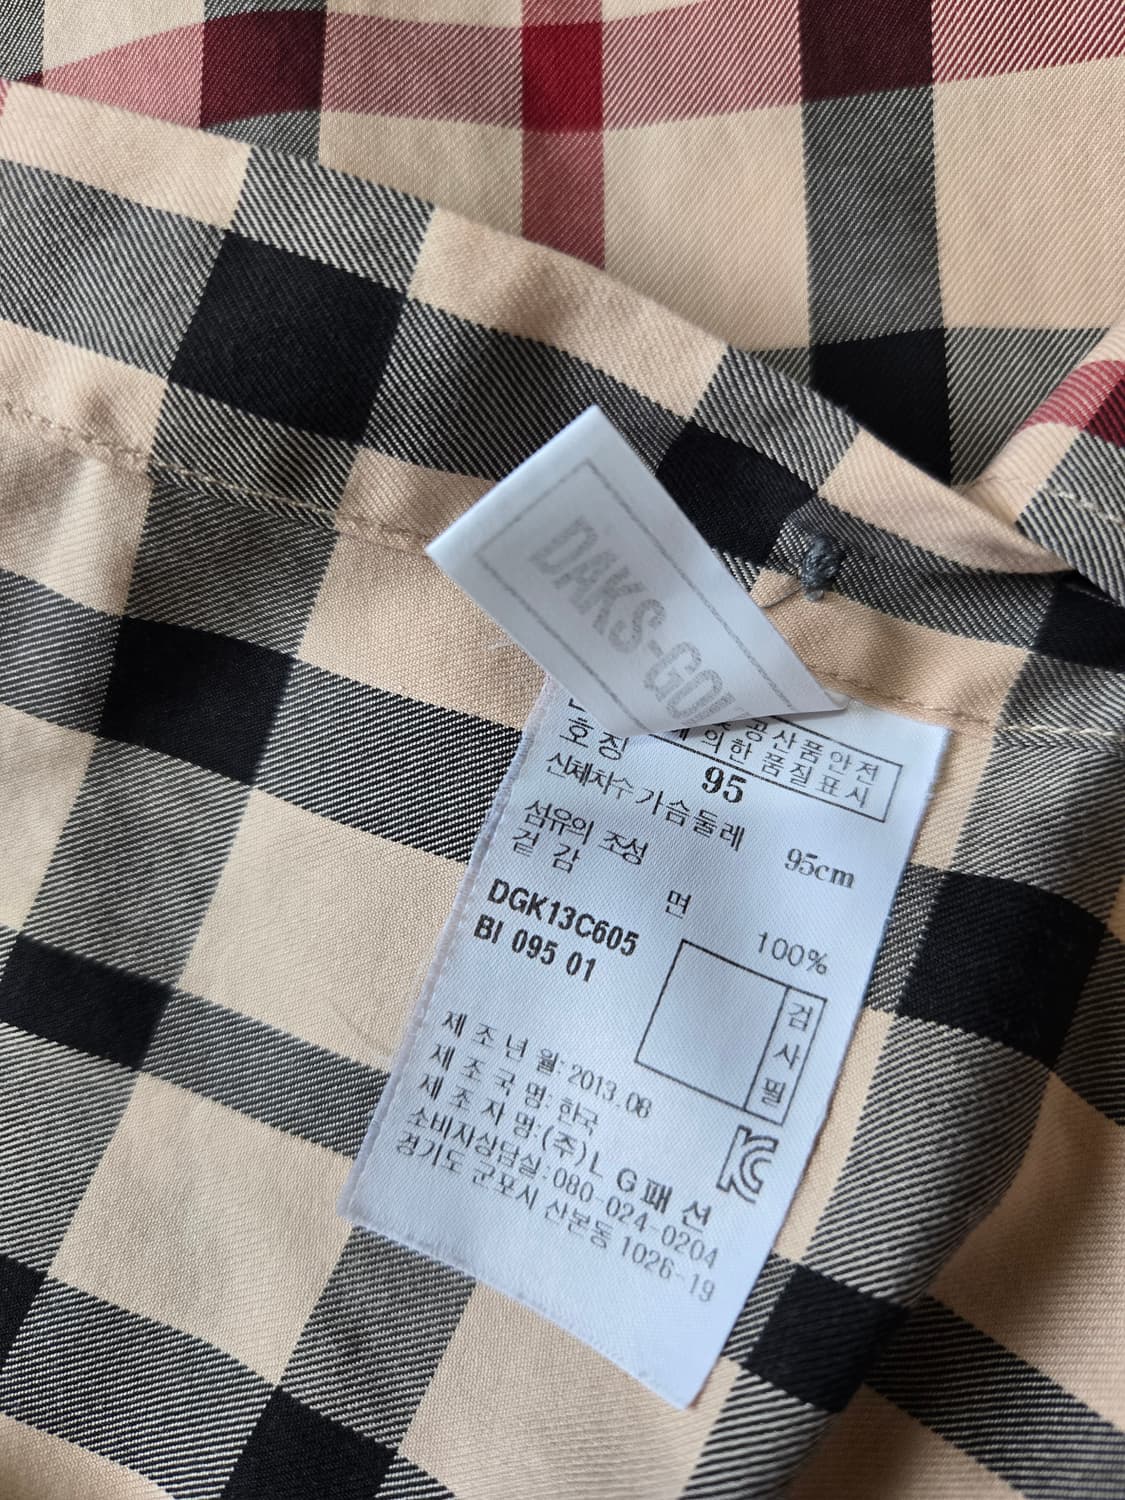 DAKS-GO
공산품안전
의한 품질표시
호칭 95
신체치수 가슴둘레 95cm
섬유의 조성
겉감 면 100%
DGK13C605
BI 095 01
검사필
제조년월: 2013.06
제조국명: 한국
제조자명:(주)LG패션
소비자상담실: 080-024-0204
경기도 군포시 산본동 1026-19